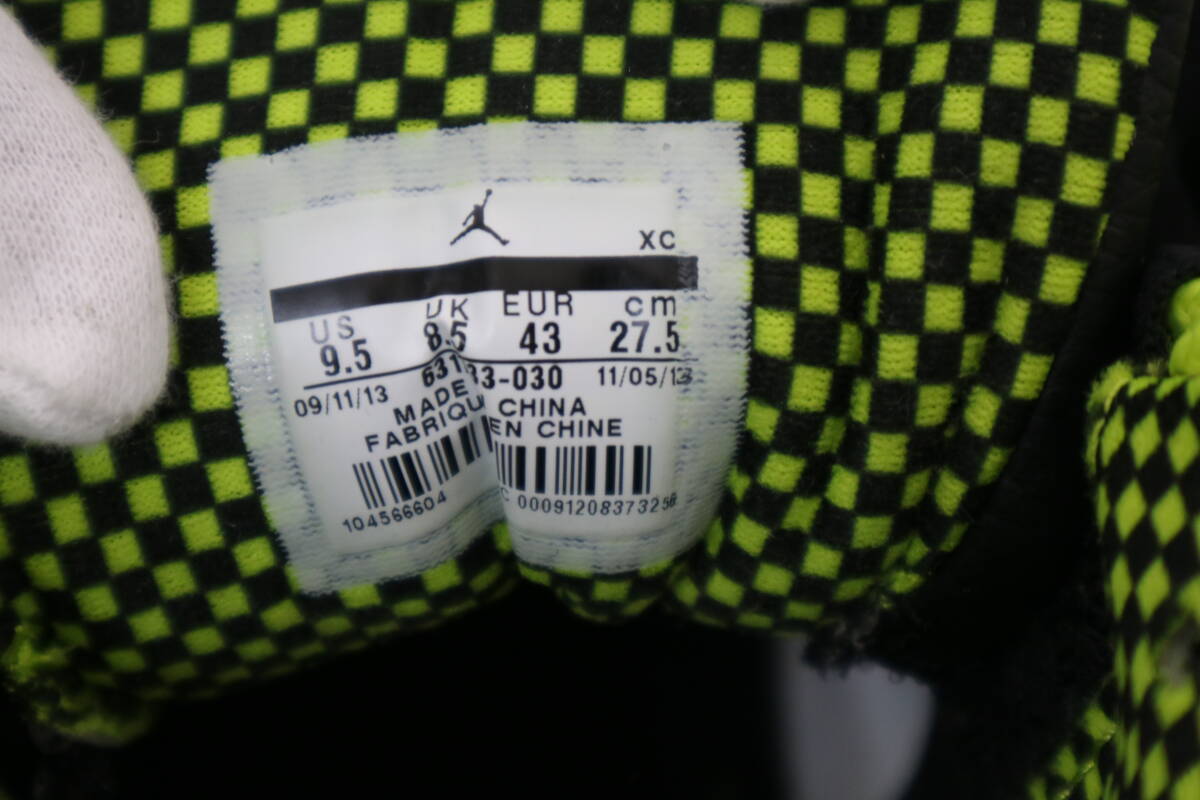 XC
US UK EUR cm
9.5 8.5 43 27.5
09/11/13 11/05/13
MADE CHINA
FABRIQU EN CHINE
104566604 00091208373256